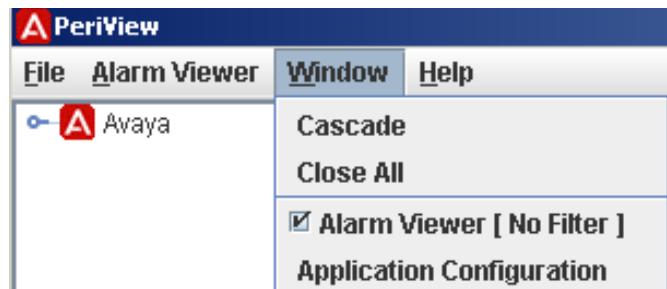 PeriView
File Alarm Viewer Window Help
Avaya
Cascade
Close All
Alarm Viewer [ No Filter ]
Application Configuration